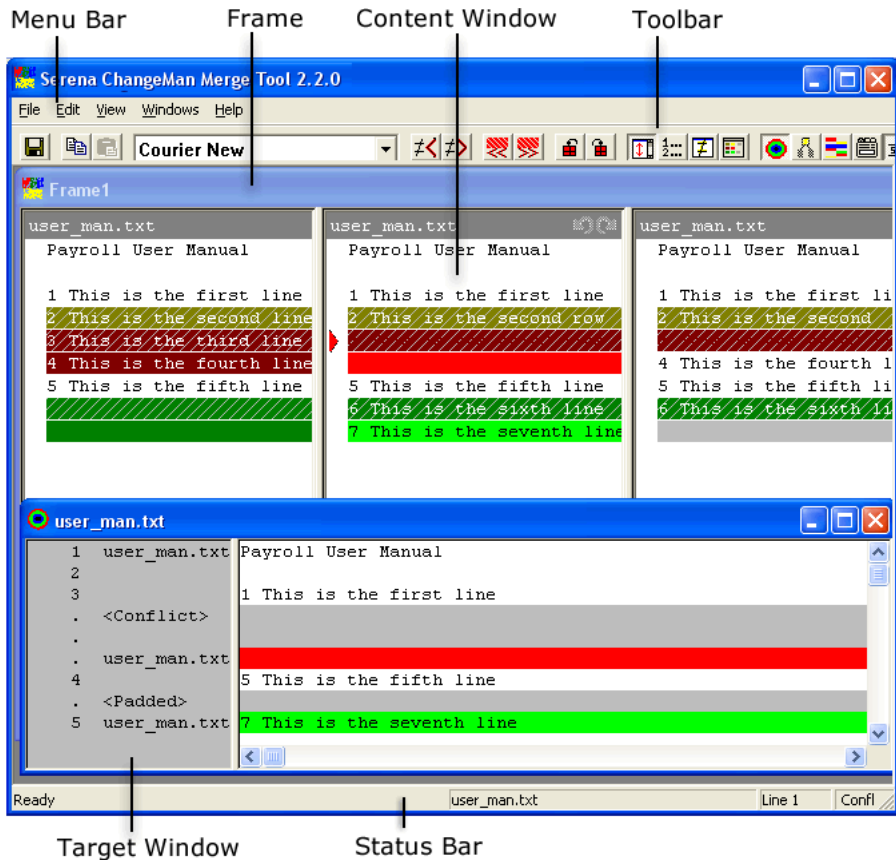 Menu Bar Frame Content Window Toolbar
Serena ChangeMan Merge Tool 2.2.0
File Edit View Windows Help
Courier New
Frame1
user_man.txt
Payroll User Manual
1 This is the first line
2 This is the second line
3 This is the third line
4 This is the fourth line
5 This is the fifth line
user_man.txt
Payroll User Manual
1 This is the first line
2 This is the second row
5 This is the fifth line
6 This is the sixth line
7 This is the seventh line
user_man.txt
Payroll User Manual
1 This is the first li
2 This is the second
4 This is the fourth l
5 This is the fifth li
6 This is the sixth li
user_man.txt
1 user_man.txt Payroll User Manual
2
3 1 This is the first line
. <Conflict>
.
. user_man.txt
4 5 This is the fifth line
. <Padded>
5 user_man.txt 7 This is the seventh line
Ready user_man.txt Line 1 Confl
Target Window Status Bar